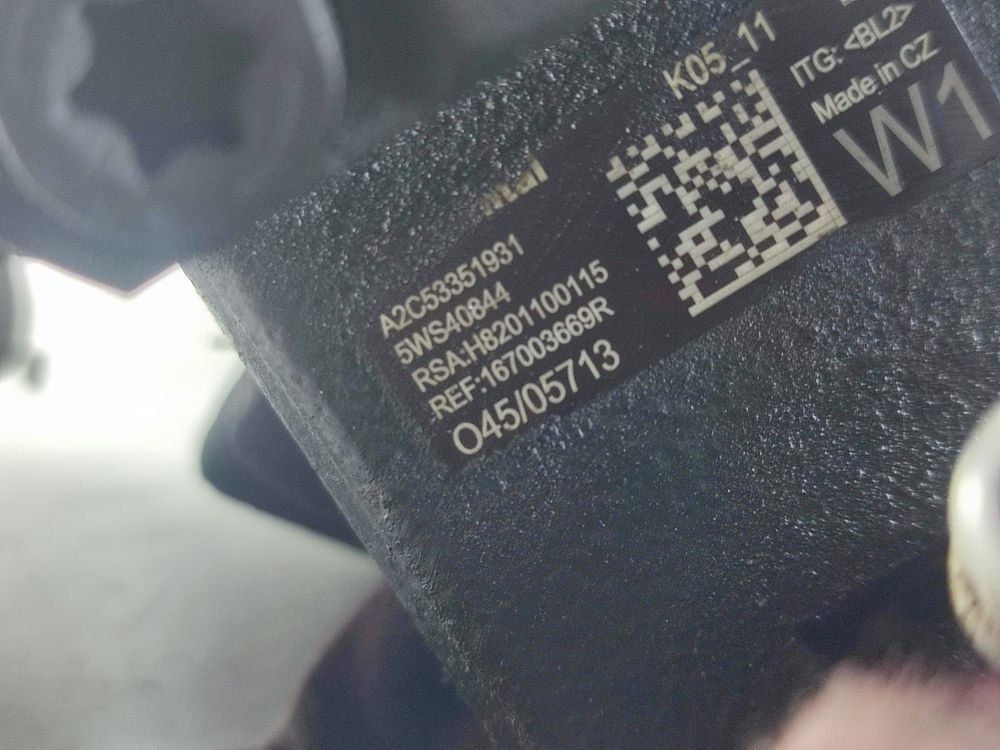 K05_11
ITG: <BL2>
Made in CZ
W1
A2C53351931
5WS40844
RSA:H8201100115
REF:167003669R
O45/05713